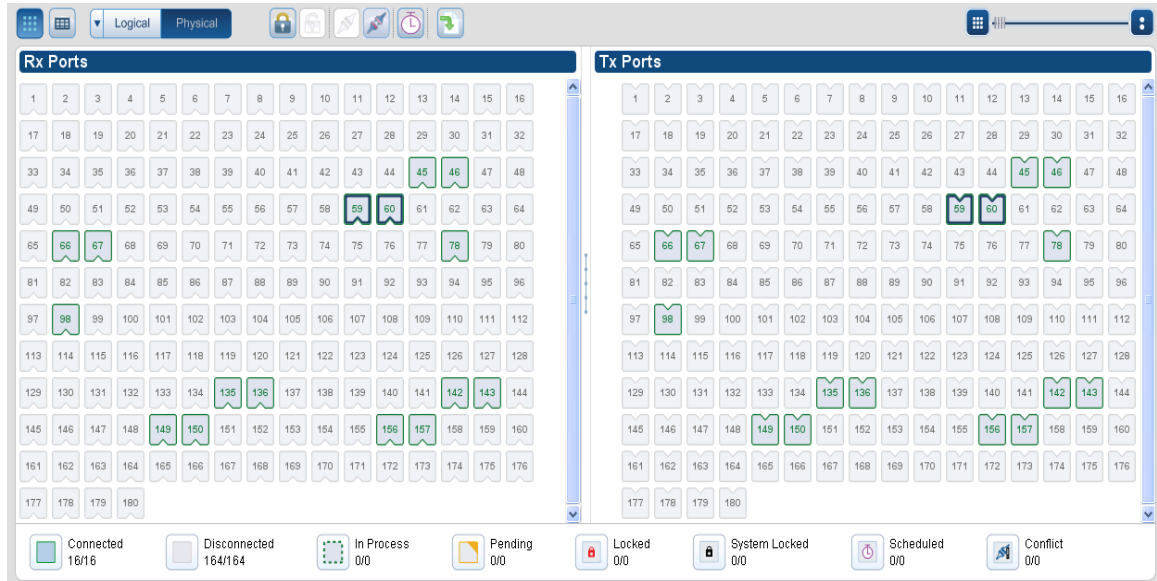 Logical Physical
Rx Ports
1 2 3 4 5 6 7 8 9 10 11 12 13 14 15 16
17 18 19 20 21 22 23 24 25 26 27 28 29 30 31 32
33 34 35 36 37 38 39 40 41 42 43 44 45 46 47 48
49 50 51 52 53 54 55 56 57 58 59 60 61 62 63 64
65 66 67 68 69 70 71 72 73 74 75 76 77 78 79 80
81 82 83 84 85 86 87 88 89 90 91 92 93 94 95 96
97 98 99 100 101 102 103 104 105 106 107 108 109 110 111 112
113 114 115 116 117 118 119 120 121 122 123 124 125 126 127 128
129 130 131 132 133 134 135 136 137 138 139 140 141 142 143 144
145 146 147 148 149 150 151 152 153 154 155 156 157 158 159 160
161 162 163 164 165 166 167 168 169 170 171 172 173 174 175 176
177 178 179 180
Tx Ports
1 2 3 4 5 6 7 8 9 10 11 12 13 14 15 16
17 18 19 20 21 22 23 24 25 26 27 28 29 30 31 32
33 34 35 36 37 38 39 40 41 42 43 44 45 46 47 48
49 50 51 52 53 54 55 56 57 58 59 60 61 62 63 64
65 66 67 68 69 70 71 72 73 74 75 76 77 78 79 80
81 82 83 84 85 86 87 88 89 90 91 92 93 94 95 96
97 98 99 100 101 102 103 104 105 106 107 108 109 110 111 112
113 114 115 116 117 118 119 120 121 122 123 124 125 126 127 128
129 130 131 132 133 134 135 136 137 138 139 140 141 142 143 144
145 146 147 148 149 150 151 152 153 154 155 156 157 158 159 160
161 162 163 164 165 166 167 168 169 170 171 172 173 174 175 176
177 178 179 180
Connected
16/16
Disconnected
164/164
In Process
0/0
Pending
0/0
Locked
0/0
System Locked
0/0
Scheduled
0/0
Conflict
0/0